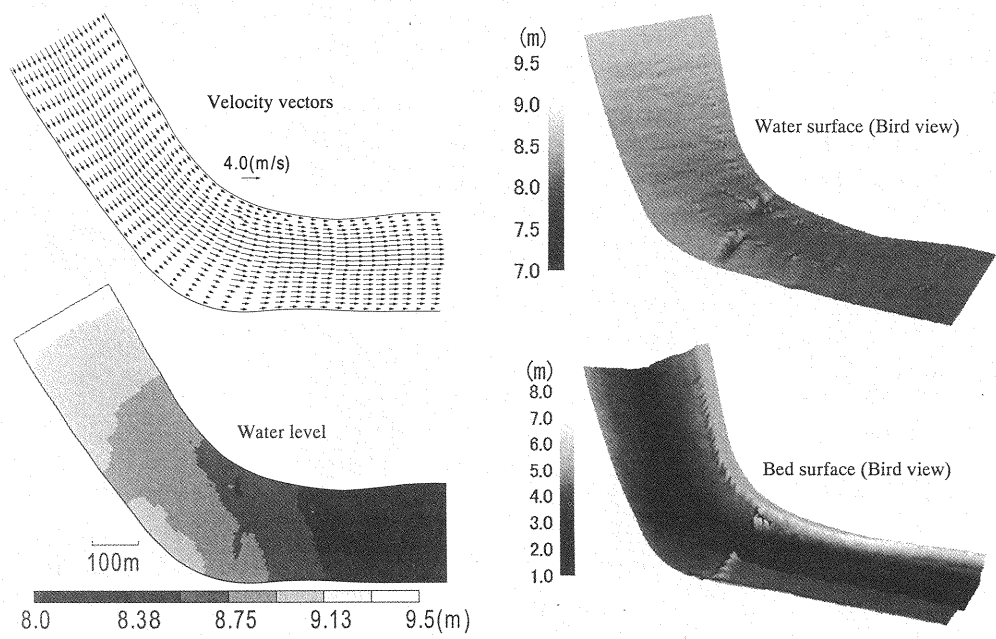 Velocity vectors
4.0(m/s)
Water level
100m
8.0 8.38 8.75 9.13 9.5(m)
(m)
9.5
9.0
8.5
8.0
7.5
7.0
Water surface (Bird view)
(m)
8.0
7.0
6.0
5.0
4.0
3.0
2.0
1.0
Bed surface (Bird view)